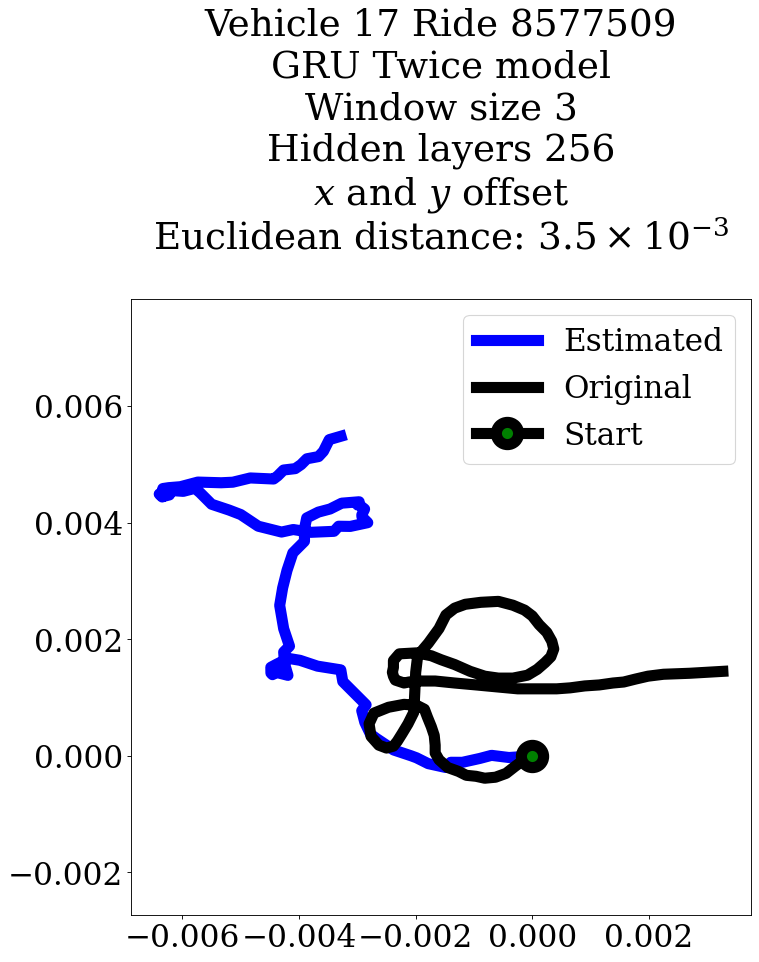 Vehicle 17 Ride 8577509
GRU Twice model
Window size 3
Hidden layers 256
x and y offset
Euclidean distance: 3.5 × 10⁻³
Estimated
Original
Start
0.006
0.004
0.002
0.000
−0.002
−0.006 −0.004 −0.002 0.000 0.002